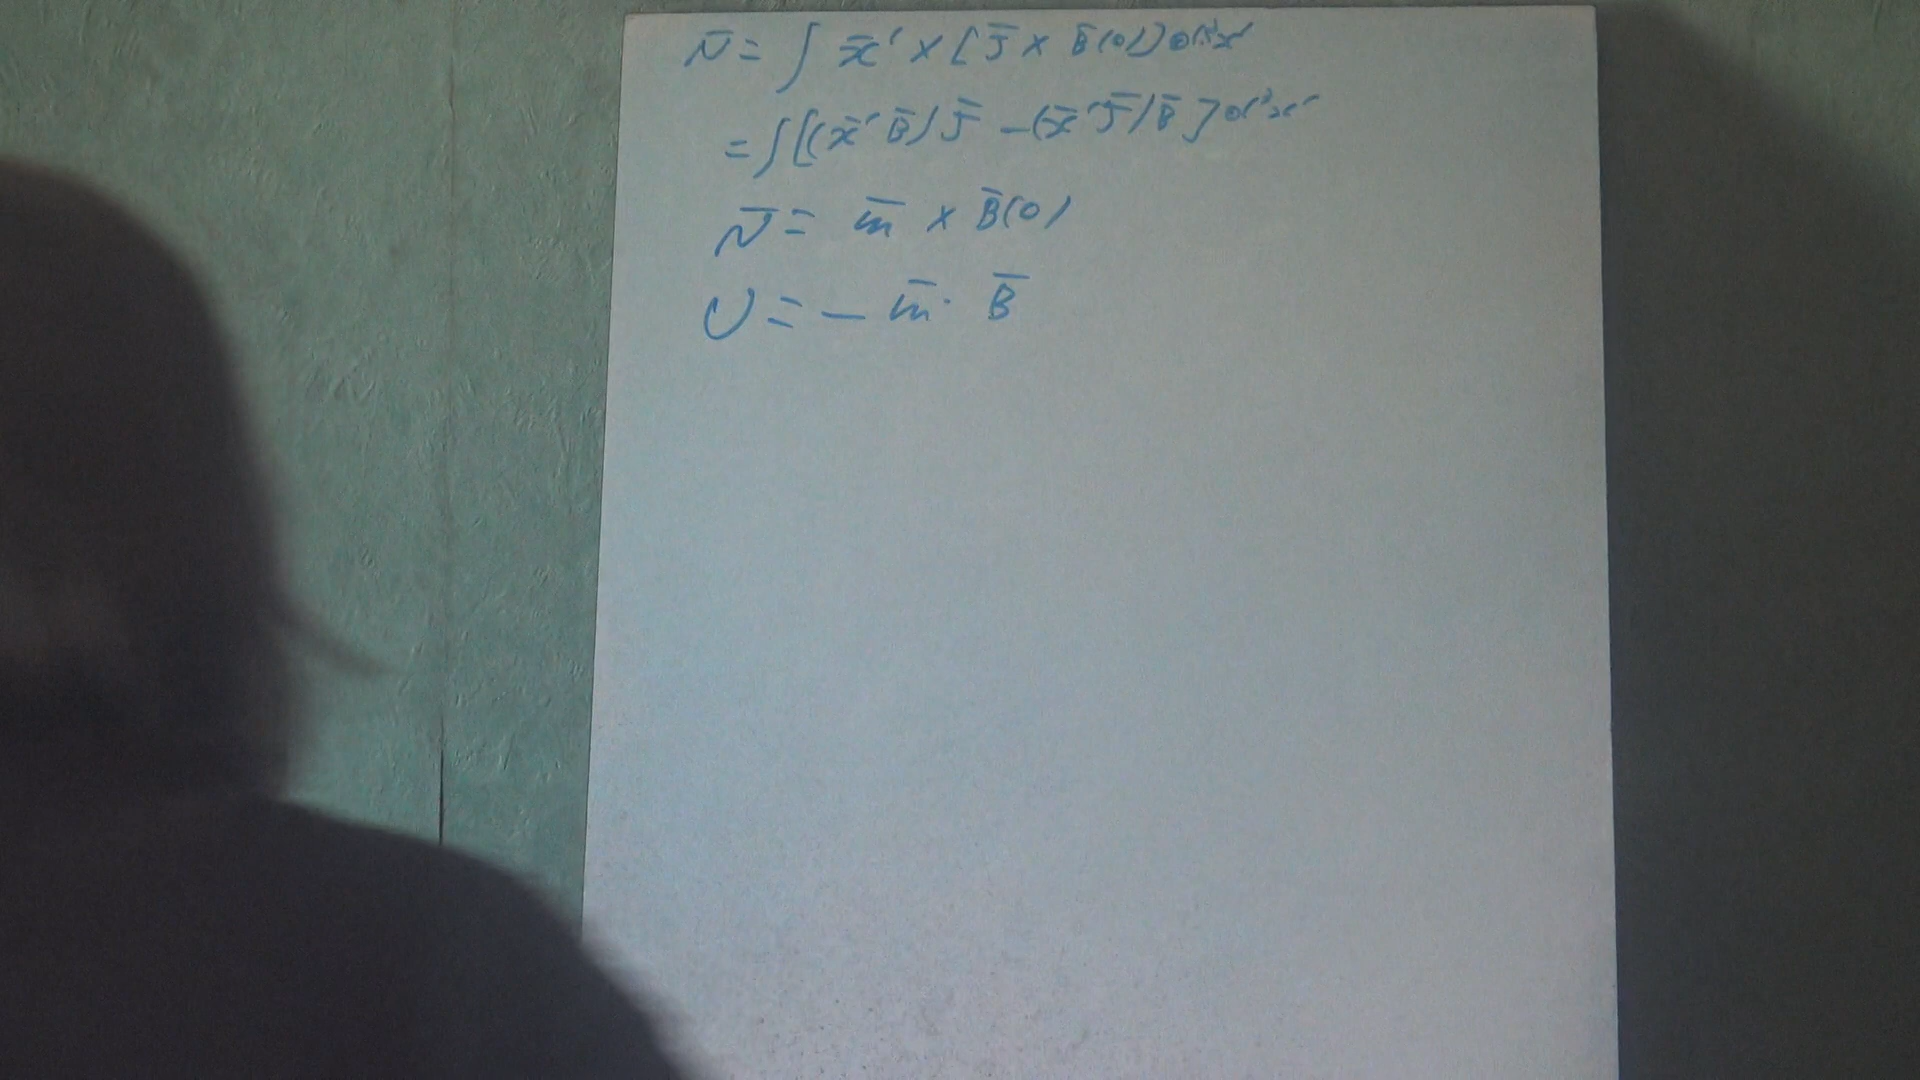 N̄ = ∫ x̄' × [J̄ × B̄(0)] d³x'
= ∫ [(x̄' B̄) J̄ - (x̄' J̄) B̄] d³x'
N̄ = m̄ × B̄(0)
U = - m̄ · B̄